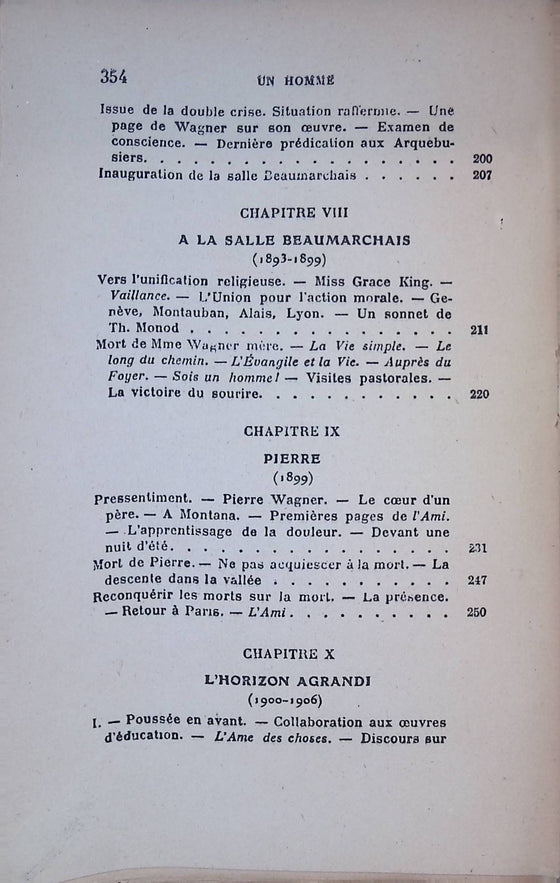 354 UN HOMME
Issue de la double crise. Situation raffermie. — Une
page de Wagner sur son œuvre. — Examen de
conscience. — Dernière prédication aux Arquebu-
siers. . . . . . . . . . . . . . . . . . . 200
Inauguration de la salle Beaumarchais . . . . . . 207
CHAPITRE VIII
A LA SALLE BEAUMARCHAIS
(1893-1899)
Vers l'unification religieuse. — Miss Grace King. —
Vaillance. — L'Union pour l'action morale. — Ge-
nève, Montauban, Alais, Lyon. — Un sonnet de
Th. Monod . . . . . . . . . . . . . . . . 211
Mort de Mme Wagner mère. — La Vie simple. — Le
long du chemin. — L'Évangile et la Vie. — Auprès du
Foyer. — Sois un homme! — Visites pastorales. —
La victoire du sourire. . . . . . . . . . . . 220
CHAPITRE IX
PIERRE
(1899)
Pressentiment. — Pierre Wagner. — Le cœur d'un
père. — A Montana. — Premières pages de l'Ami.
— L'apprentissage de la douleur. — Devant une
nuit d'été. . . . . . . . . . . . . . . . . 231
Mort de Pierre. — Ne pas acquiescer à la mort. — La
descente dans la vallée . . . . . . . . . . . 247
Reconquérir les morts sur la mort. — La présence.
— Retour à Paris. — L'Ami . . . . . . . . . . 250
CHAPITRE X
L'HORIZON AGRANDI
(1900-1906)
I. — Poussée en avant. — Collaboration aux œuvres
d'éducation. — L'Ame des choses. — Discours sur